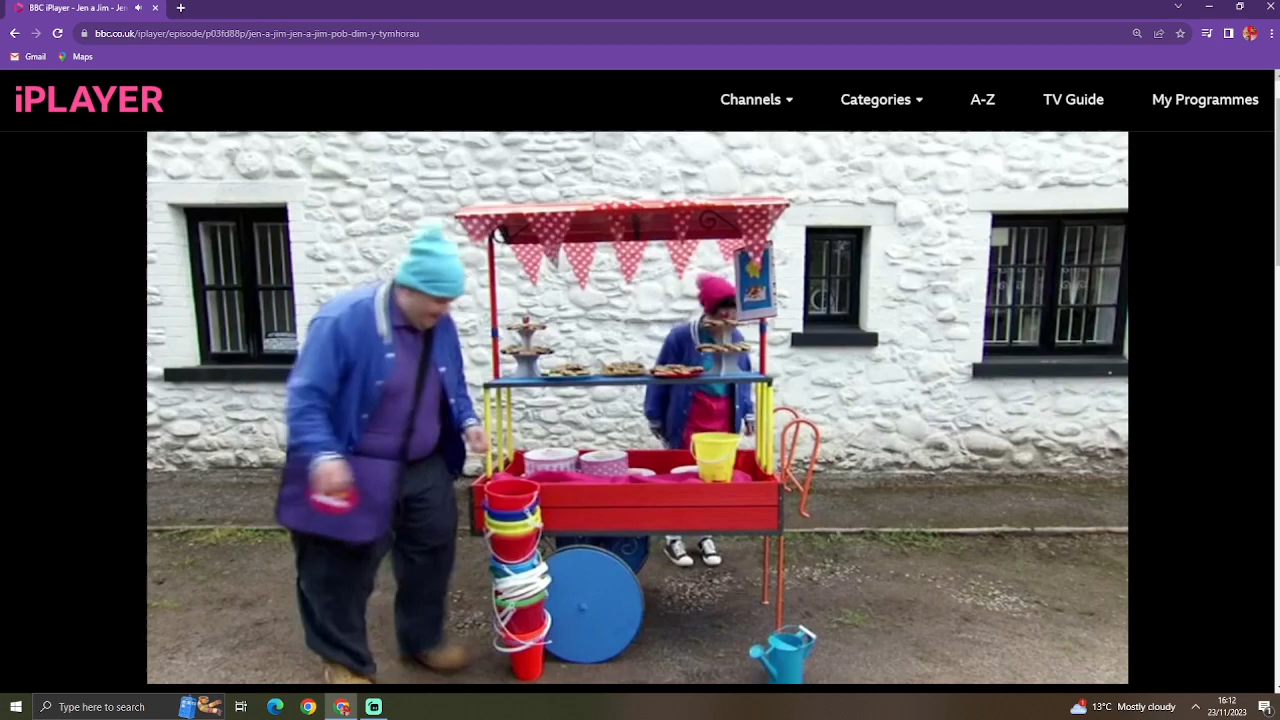 BBC iPlayer - Jen a Jim - Jen
bbc.co.uk/iplayer/episode/p03fd88p/jen-a-jim-jen-a-jim-pob-dim-y-tymhorau
Gmail
Maps
iPLAYER
Channels
Categories
A-Z
TV Guide
My Programmes
Type here to search
13°C Mostly cloudy
16:12
23/11/2023